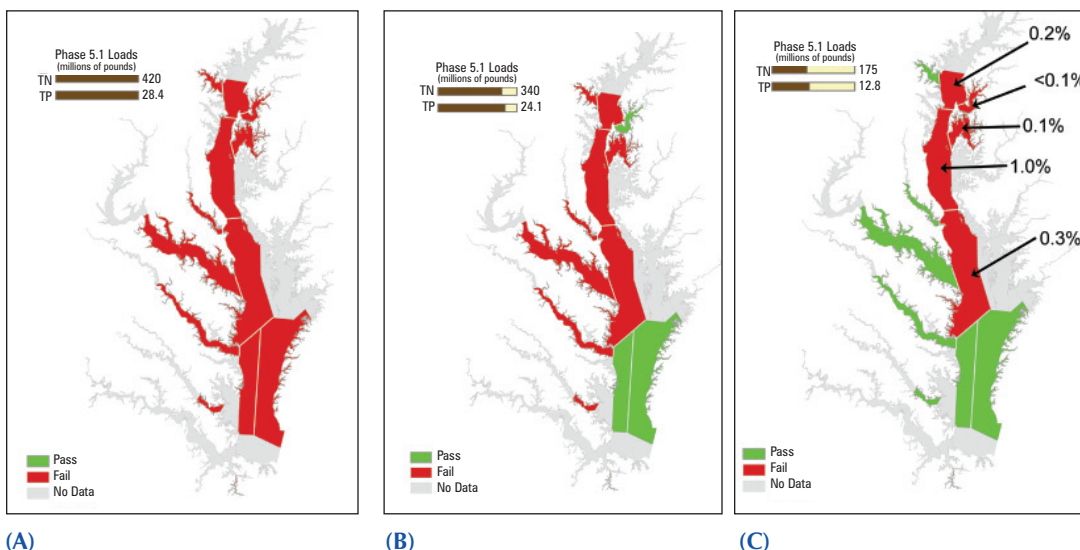 Phase 5.1 Loads
(millions of pounds)
TN 420
TP 28.4
Pass
Fail
No Data
(A)
Phase 5.1 Loads
(millions of pounds)
TN 340
TP 24.1
Pass
Fail
No Data
(B)
Phase 5.1 Loads
(millions of pounds)
TN 175
TP 12.8
0.2%
<0.1%
0.1%
1.0%
0.3%
Pass
Fail
No Data
(C)